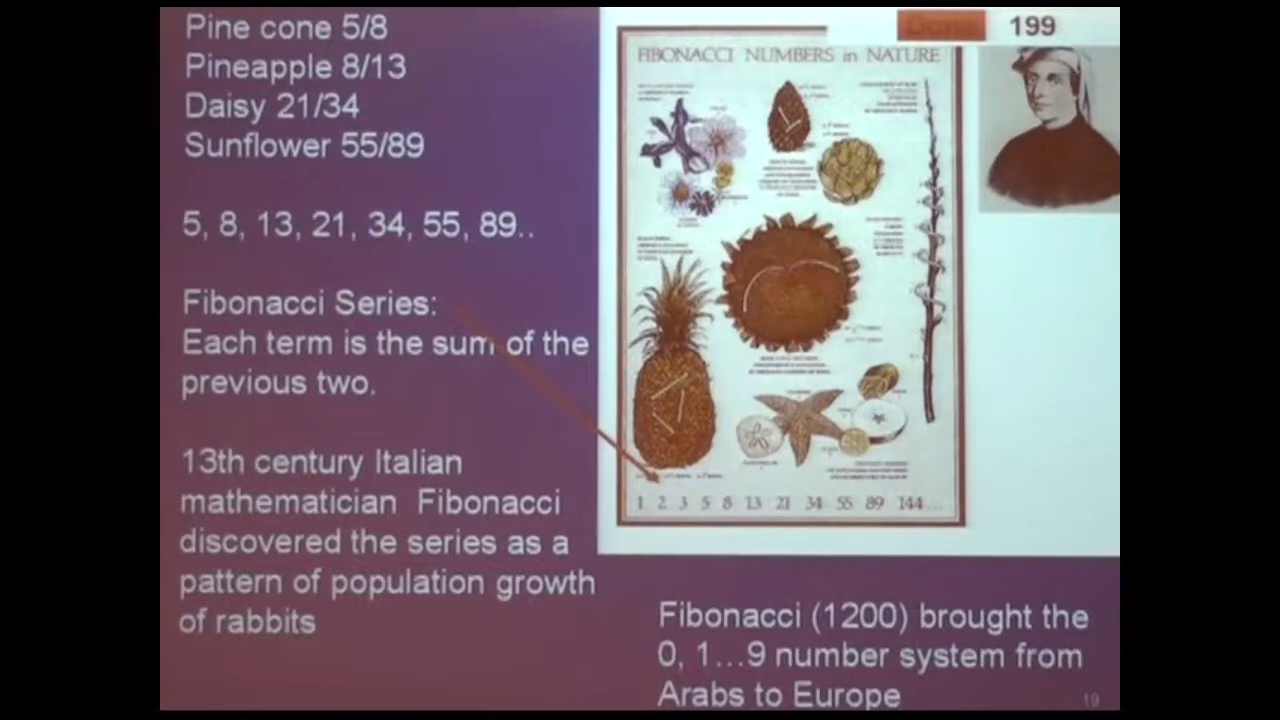 Pine cone 5/8
Pineapple 8/13
Daisy 21/34
Sunflower 55/89
5, 8, 13, 21, 34, 55, 89..
Fibonacci Series:
Each term is the sum of the
previous two.
13th century Italian
mathematician Fibonacci
discovered the series as a
pattern of population growth
of rabbits
199
FIBONACCI NUMBERS in NATURE
1 2 3 5 8 13 21 34 55 89 144...
Fibonacci (1200) brought the
0, 1...9 number system from
Arabs to Europe
19